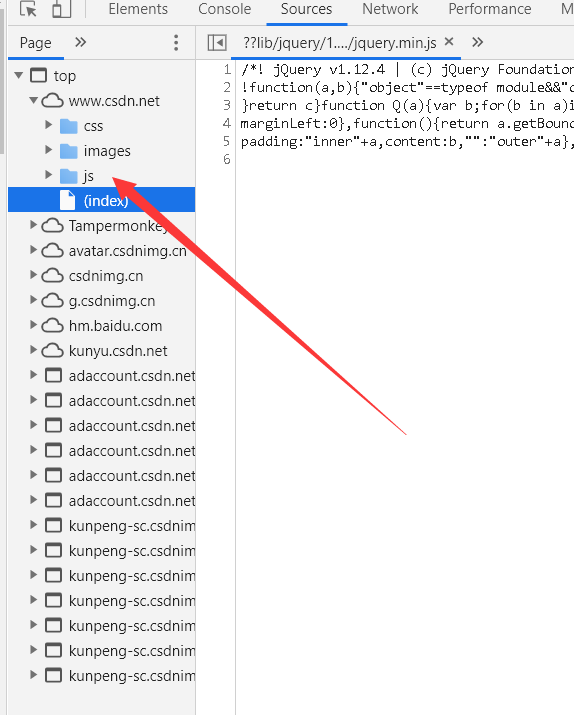 Elements Console Sources Network Performance M
Page
??lib/jquery/1..../jquery.min.js
top
www.csdn.net
css
images
js
(index)
Tampermonkey
avatar.csdnimg.cn
csdnimg.cn
g.csdnimg.cn
hm.baidu.com
kunyu.csdn.net
adaccount.csdn.net
adaccount.csdn.net
adaccount.csdn.net
adaccount.csdn.net
adaccount.csdn.net
adaccount.csdn.net
kunpeng-sc.csdnim
kunpeng-sc.csdnim
kunpeng-sc.csdnim
kunpeng-sc.csdnim
kunpeng-sc.csdnim
kunpeng-sc.csdnim
kunpeng-sc.csdnim
1 /*! jQuery v1.12.4 | (c) jQuery Foundation
2 !function(a,b){"object"==typeof module&&"o
3 }return c}function Q(a){var b;for(b in a)i
4 marginLeft:0},function(){return a.getBound
5 padding:"inner"+a,content:b,"":"outer"+a},
6